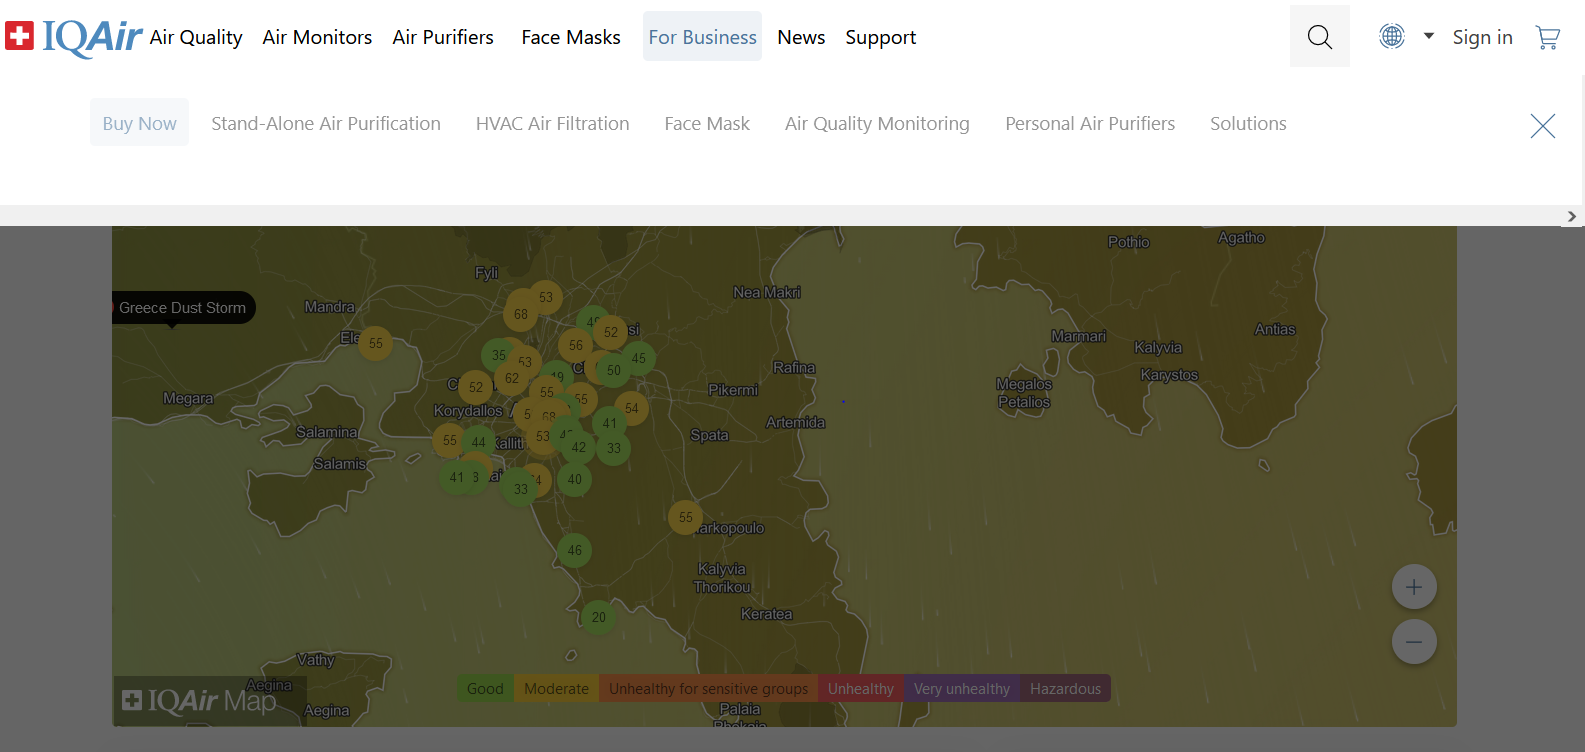 IQAir Air Quality Air Monitors Air Purifiers Face Masks For Business News Support Sign in
Buy Now Stand-Alone Air Purification HVAC Air Filtration Face Mask Air Quality Monitoring Personal Air Purifiers Solutions
Pothio
Agatho
Fyli
Nea Makri
53
Mandra
Greece Dust Storm
68
52
Marmari
Antias
55
56
Kalyvia
35
53
45
50
Rafina
Karystos
62
19
52
55
55
Pikermi
Megalos
Petalios
Megara
Korydallos
68
54
Artemida
41
Salamina
55
44
53
42
33
Spata
Salamis
41
33
40
55
46
Kalyvia
Thorikou
20
Keratea
Vathy
Aegina
Good Moderate Unhealthy for sensitive groups Unhealthy Very unhealthy Hazardous
IQAir Map
Aegina
Palaia